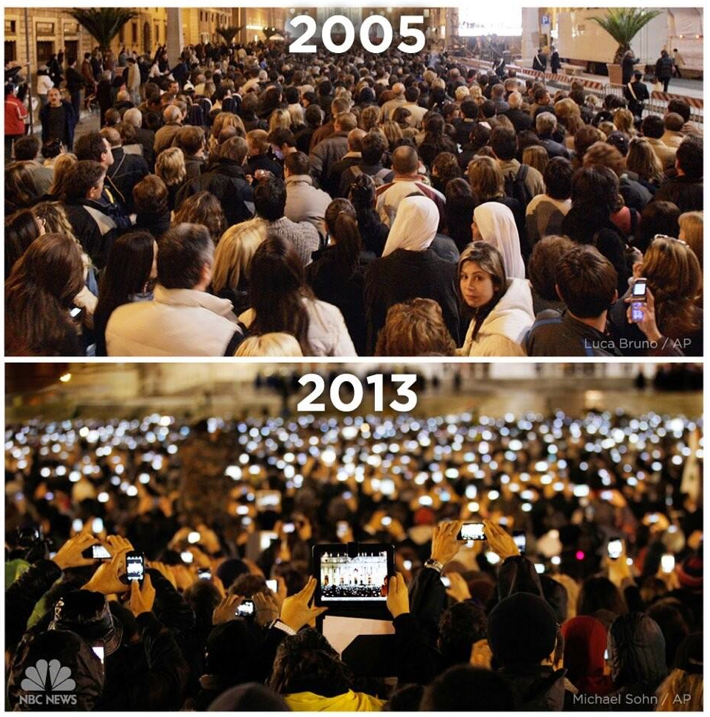 2005
Luca Bruno / AP
2013
NBC NEWS
Michael Sohn / AP